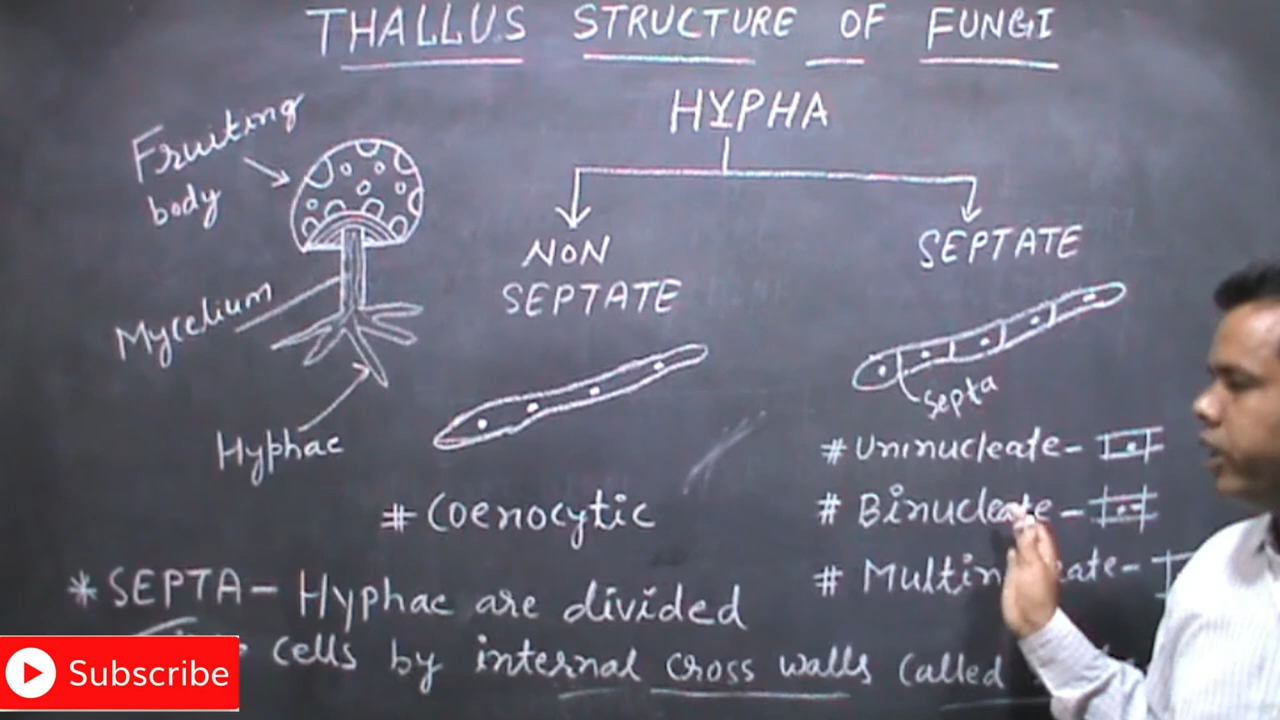 THALLUS STRUCTURE OF FUNGI
HYPHA
Fruiting
body
NON
SEPTATE
SEPTATE
Mycelium
Septa
Hyphae
# Uninucleate-
# Coenocytic
# Binucleate-
#
* SEPTA- Hyphae are divided
cells by internal cross walls called
Subscribe